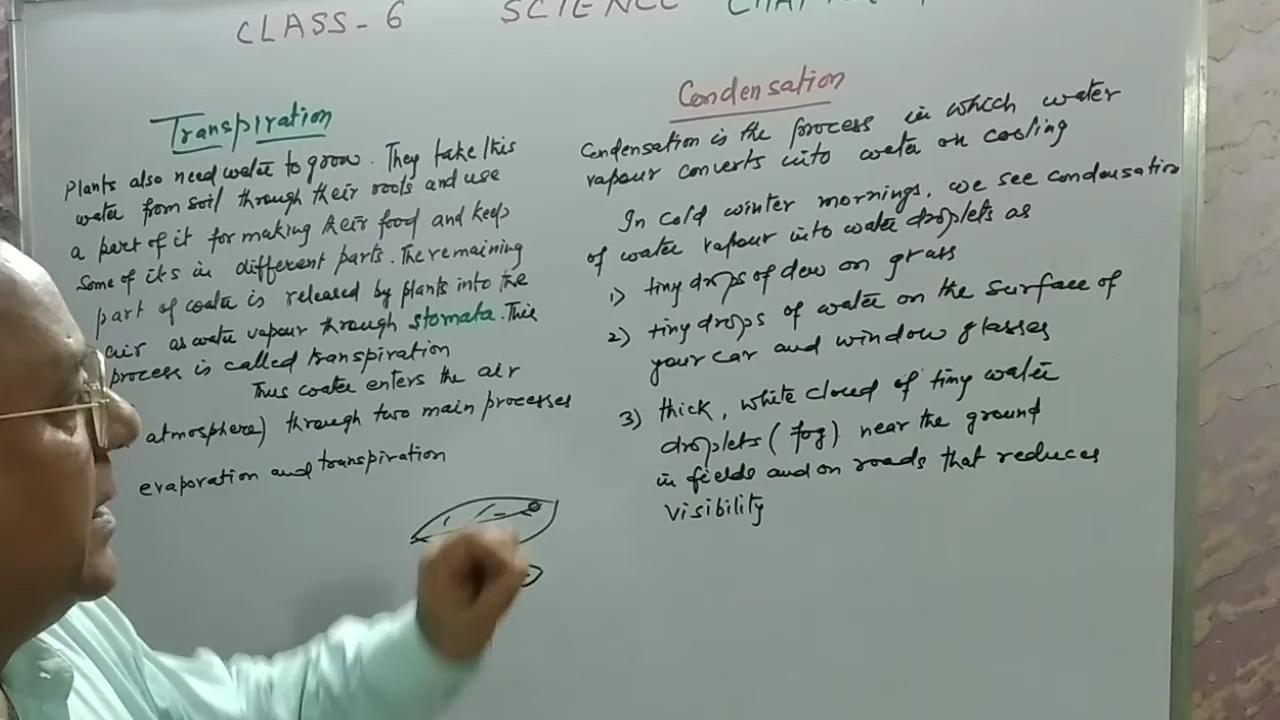 CLASS - 6 SCIENCE
Transpiration
Plants also need water to grow. They take this
water from soil through their roots and use
a part of it for making their food and keep
some of its in different parts. The remaining
part of water is released by plants into the
air as water vapour through stomata. This
process is called transpiration
Thus water enters the air
atmosphere) through two main processes
evaporation and transpiration
Condensation
Condensation is the process in which water
vapour converts into water on cooling
In cold winter mornings, we see condensation
of water vapour into water droplets as
1) tiny drops of dew on grass
2) tiny drops of water on the surface of
your car and window glasses
3) thick, white cloud of tiny water
droplets (fog) near the ground
in fields and on roads that reduces
visibility